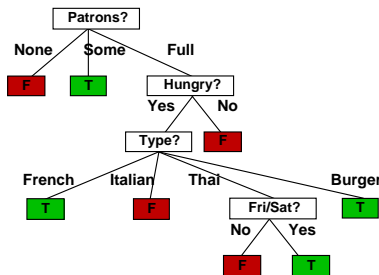 Patrons?
None Some Full
F T Hungry?
Yes No
Type? F
French Italian Thai Burger
T F Fri/Sat? T
No Yes
F T